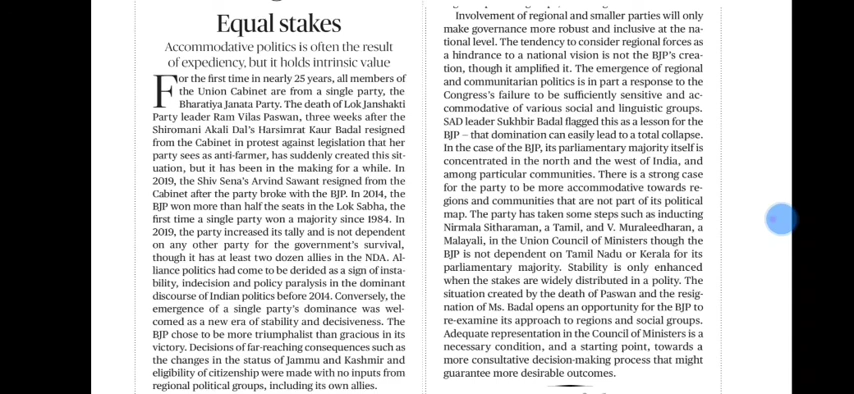 Equal stakes
Accommodative politics is often the result
of expediency, but it holds intrinsic value
For the first time in nearly 25 years, all members of
the Union Cabinet are from a single party, the
Bharatiya Janata Party. The death of Lok Janshakti
Party leader Ram Vilas Paswan, three weeks after the
Shiromani Akali Dal's Harsimrat Kaur Badal resigned
from the Cabinet in protest against legislation that her
party sees as anti-farmer, has suddenly created this sit-
uation, but it has been in the making for a while. In
2019, the Shiv Sena's Arvind Sawant resigned from the
Cabinet after the party broke with the BJP. In 2014, the
BJP won more than half the seats in the Lok Sabha, the
first time a single party won a majority since 1984. In
2019, the party increased its tally and is not dependent
on any other party for the government's survival,
though it has at least two dozen allies in the NDA. Al-
liance politics had come to be derided as a sign of insta-
bility, indecision and policy paralysis in the dominant
discourse of Indian politics before 2014. Conversely, the
emergence of a single party's dominance was wel-
comed as a new era of stability and decisiveness. The
BJP chose to be more triumphalist than gracious in its
victory. Decisions of far-reaching consequences such as
the changes in the status of Jammu and Kashmir and
eligibility of citizenship were made with no inputs from
regional political groups, including its own allies.
Involvement of regional and smaller parties will only
make governance more robust and inclusive at the na-
tional level. The tendency to consider regional forces as
a hindrance to a national vision is not the BJP's crea-
tion, though it amplified it. The emergence of regional
and communitarian politics is in part a response to the
Congress's failure to be sufficiently sensitive and ac-
commodative of various social and linguistic groups.
SAD leader Sukhbir Badal flagged this as a lesson for the
BJP – that domination can easily lead to a total collapse.
In the case of the BJP, its parliamentary majority itself is
concentrated in the north and the west of India, and
among particular communities. There is a strong case
for the party to be more accommodative towards re-
gions and communities that are not part of its political
map. The party has taken some steps such as inducting
Nirmala Sitharaman, a Tamil, and V. Muraleedharan, a
Malayali, in the Union Council of Ministers though the
BJP is not dependent on Tamil Nadu or Kerala for its
parliamentary majority. Stability is only enhanced
when the stakes are widely distributed in a polity. The
situation created by the death of Paswan and the resig-
nation of Ms. Badal opens an opportunity for the BJP to
re-examine its approach to regions and social groups.
Adequate representation in the Council of Ministers is a
necessary condition, and a starting point, towards a
more consultative decision-making process that might
guarantee more desirable outcomes.